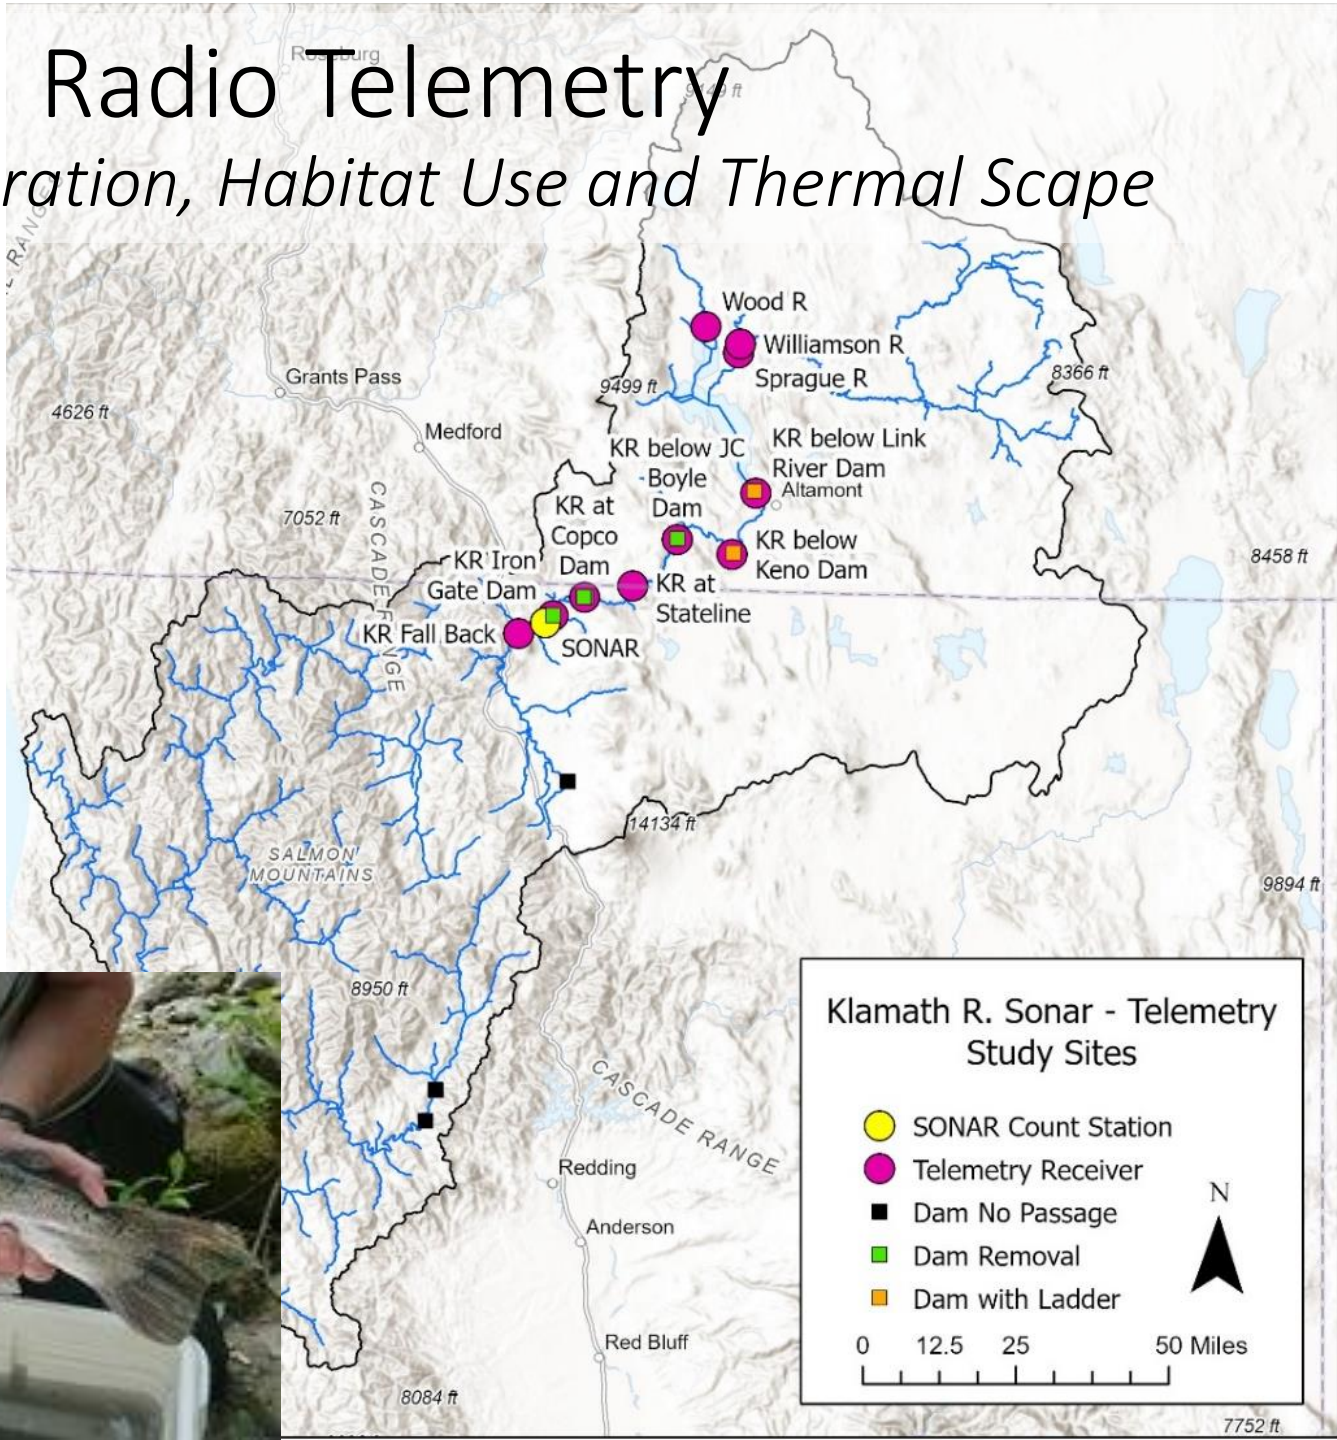 Roseburg
Radio Telemetry
9149 ft
ration, Habitat Use and Thermal Scape
Wood R
Williamson R
Sprague R
8366 ft
9499 ft
Grants Pass
4626 ft
Medford
KR below JC
Boyle
Dam
KR below Link
River Dam
Altamont
7052 ft
KR at
Copco
Dam
KR below
Keno Dam
8458 ft
KR Iron
Gate Dam
KR at
Stateline
KR Fall Back
SONAR
CASCADE RANGE
14134 ft
SALMON
MOUNTAINS
9894 ft
8950 ft
CASCADE RANGE
Redding
Anderson
Red Bluff
8084 ft
Klamath R. Sonar - Telemetry
Study Sites
SONAR Count Station
Telemetry Receiver
Dam No Passage
Dam Removal
Dam with Ladder
N
0 12.5 25 50 Miles
7752 ft